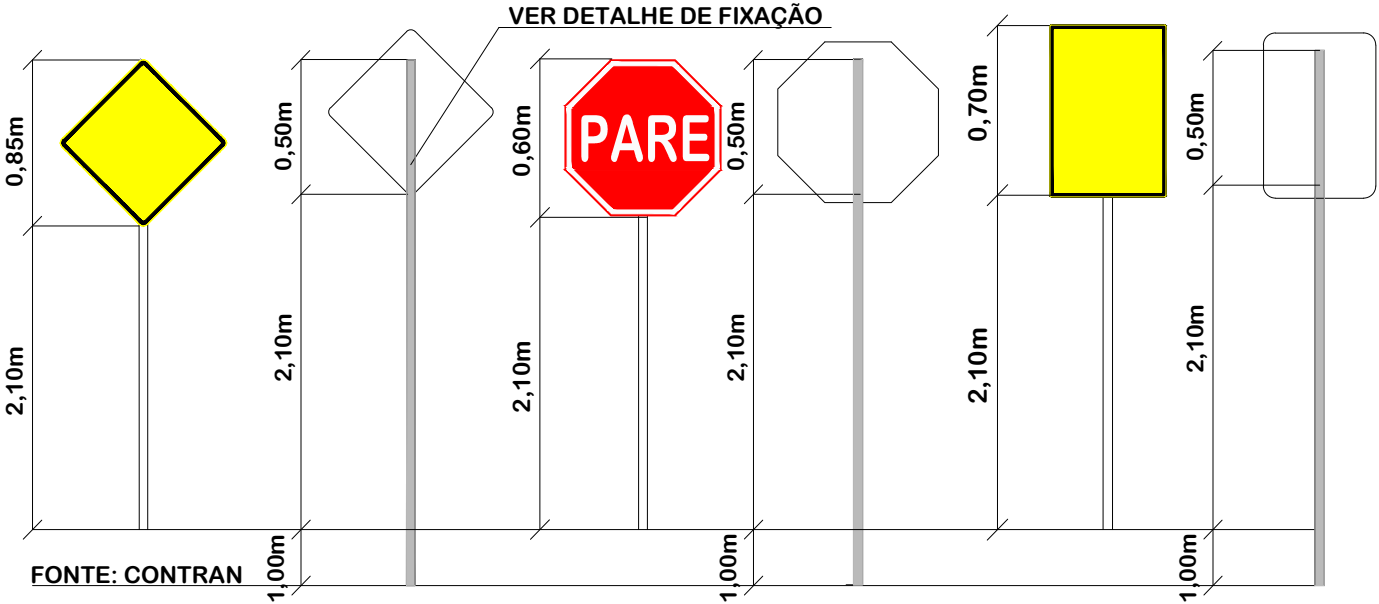 VER DETALHE DE FIXAÇÃO
0,85m
0,50m
0,60m
PARE
0,50m
0,70m
0,50m
2,10m
2,10m
2,10m
2,10m
2,10m
2,10m
FONTE: CONTRAN
1,00m
1,00m
1,00m